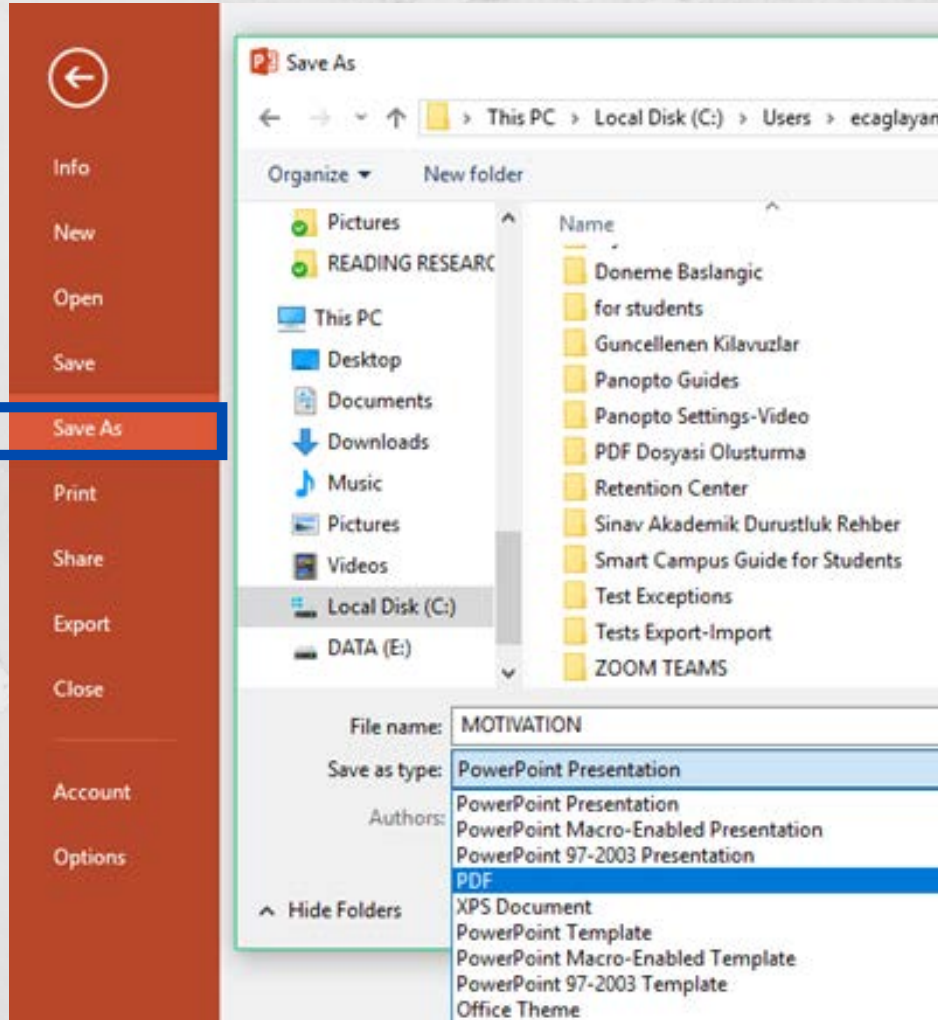 Info
New
Open
Save
Save As
Print
Share
Export
Close
Account
Options
Save As
This PC > Local Disk (C:) > Users > ecaglayan
Organize
New folder
Pictures
READING RESEARC
This PC
Desktop
Documents
Downloads
Music
Pictures
Videos
Local Disk (C:)
DATA (E:)
Name
Doneme Baslangic
for students
Guncellenen Kilavuzlar
Panopto Guides
Panopto Settings-Video
PDF Dosyasi Olusturma
Retention Center
Sinav Akademik Durustluk Rehber
Smart Campus Guide for Students
Test Exceptions
Tests Export-Import
ZOOM TEAMS
File name: MOTIVATION
Save as type: PowerPoint Presentation
Authors:
PowerPoint Presentation
PowerPoint Macro-Enabled Presentation
PowerPoint 97-2003 Presentation
PDF
XPS Document
PowerPoint Template
PowerPoint Macro-Enabled Template
PowerPoint 97-2003 Template
Office Theme
Hide Folders